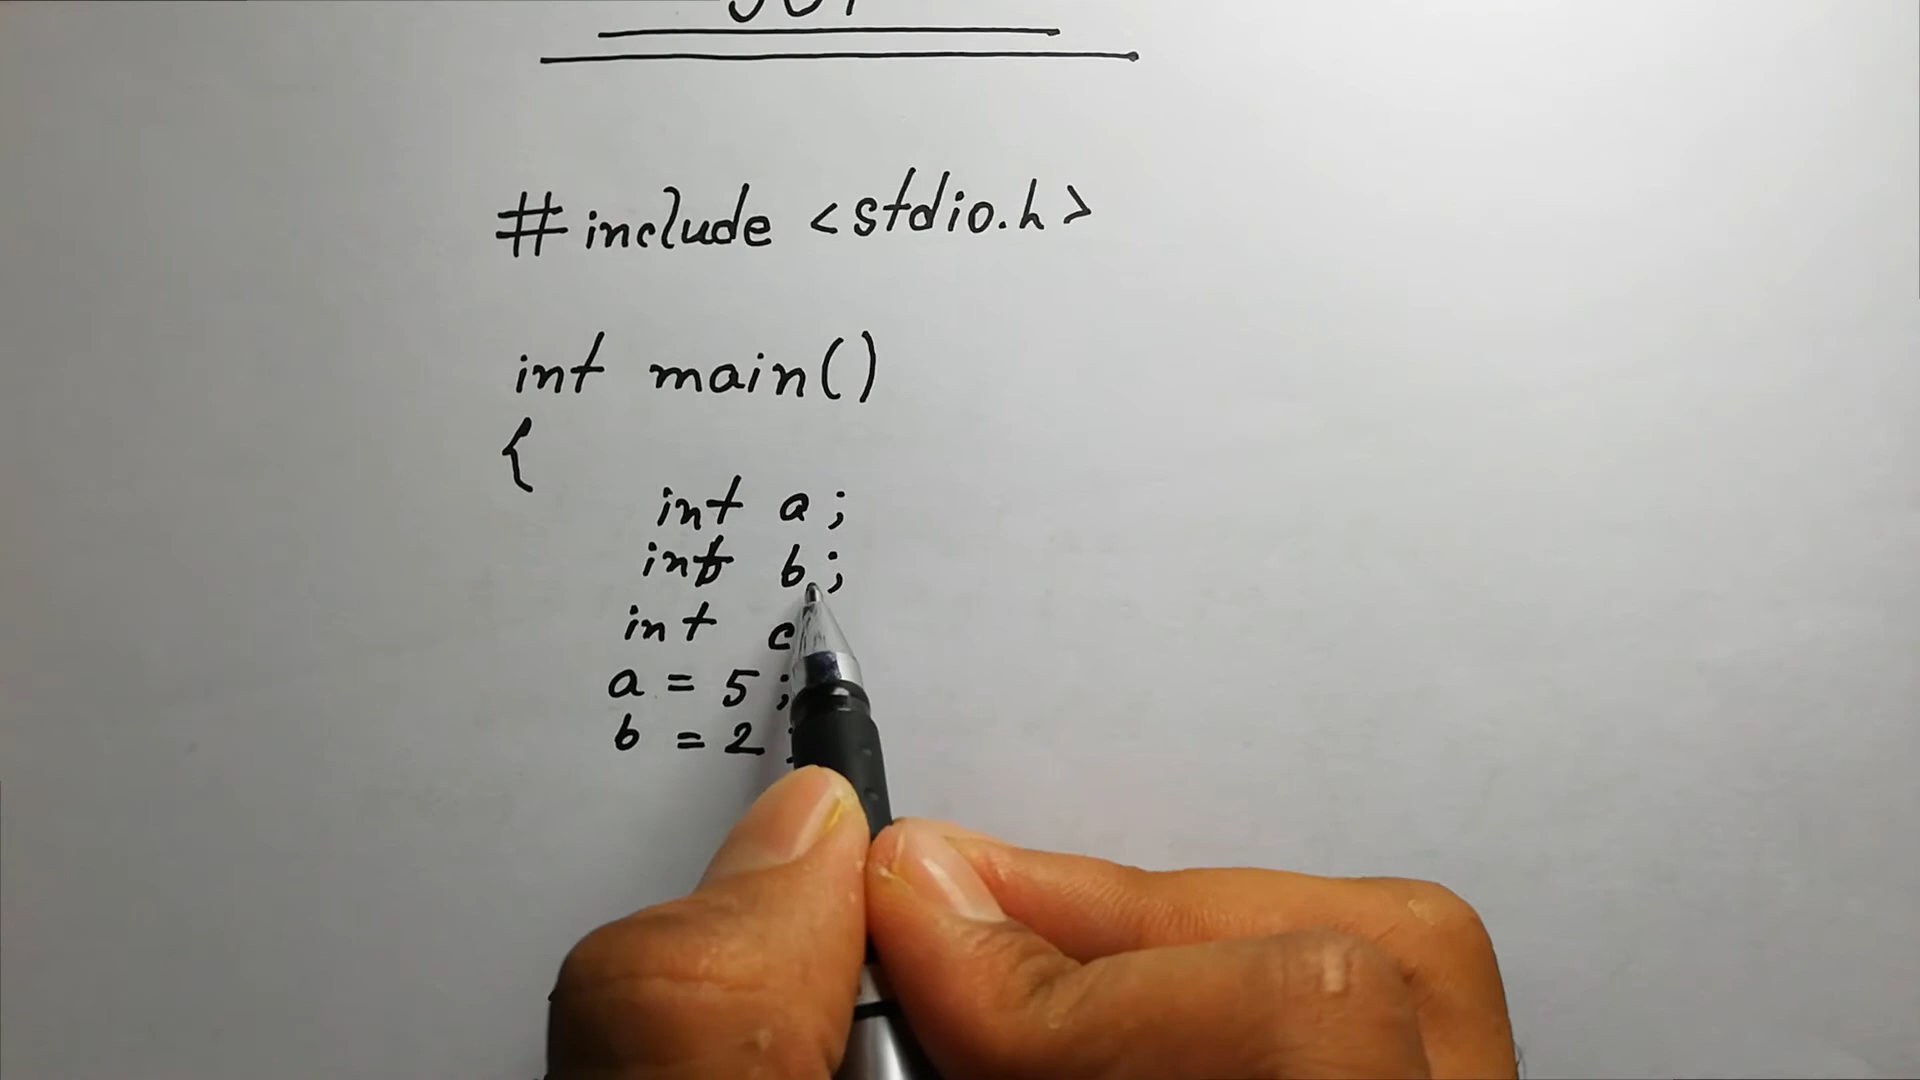 #include <stdio.h>
int main()
{
int a;
int b;
int c
a = 5;
b = 2;